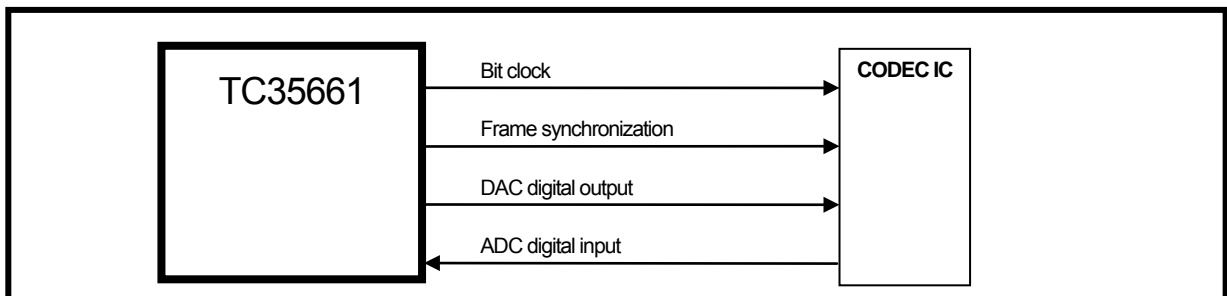 TC35661
Bit clock
CODEC IC
Frame synchronization
DAC digital output
ADC digital input